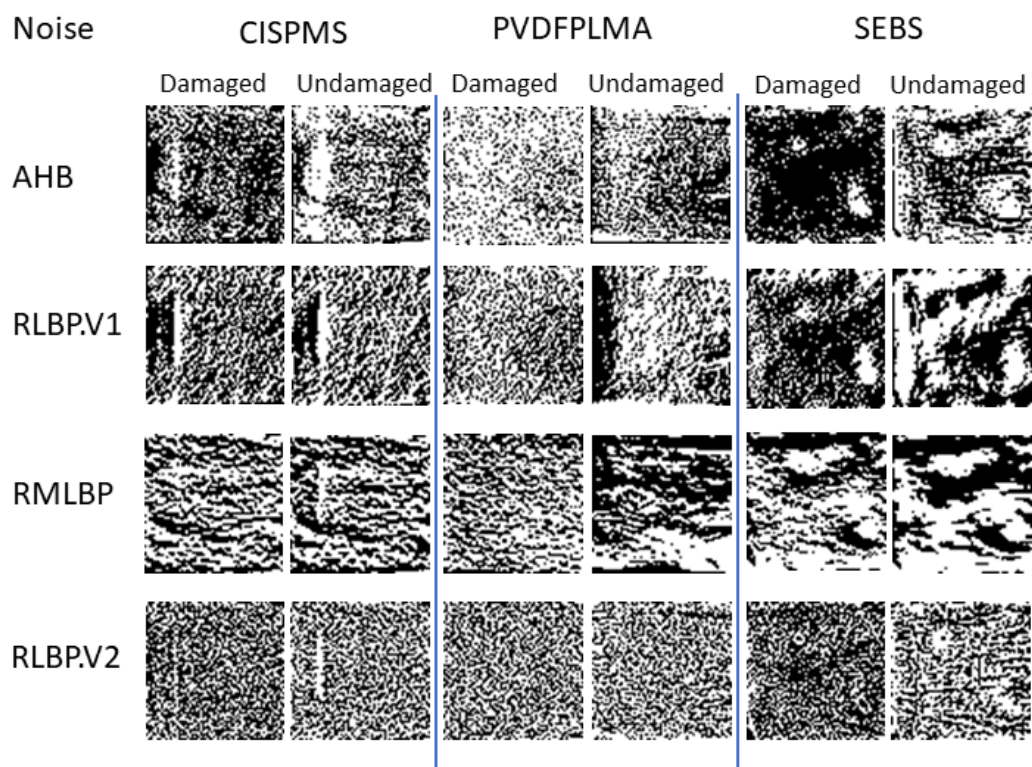 Noise CISPMS PVDFPLMA SEBS
Damaged Undamaged Damaged Undamaged Damaged Undamaged
AHB
RLBP.V1
RMLBP
RLBP.V2